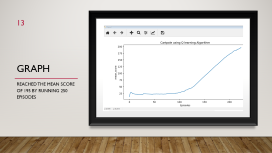 13
GRAPH
REACHED THE MEAN SCORE
OF 195 BY RUNNING 250
EPISODES
Cartpole using Q-learning Algorithm